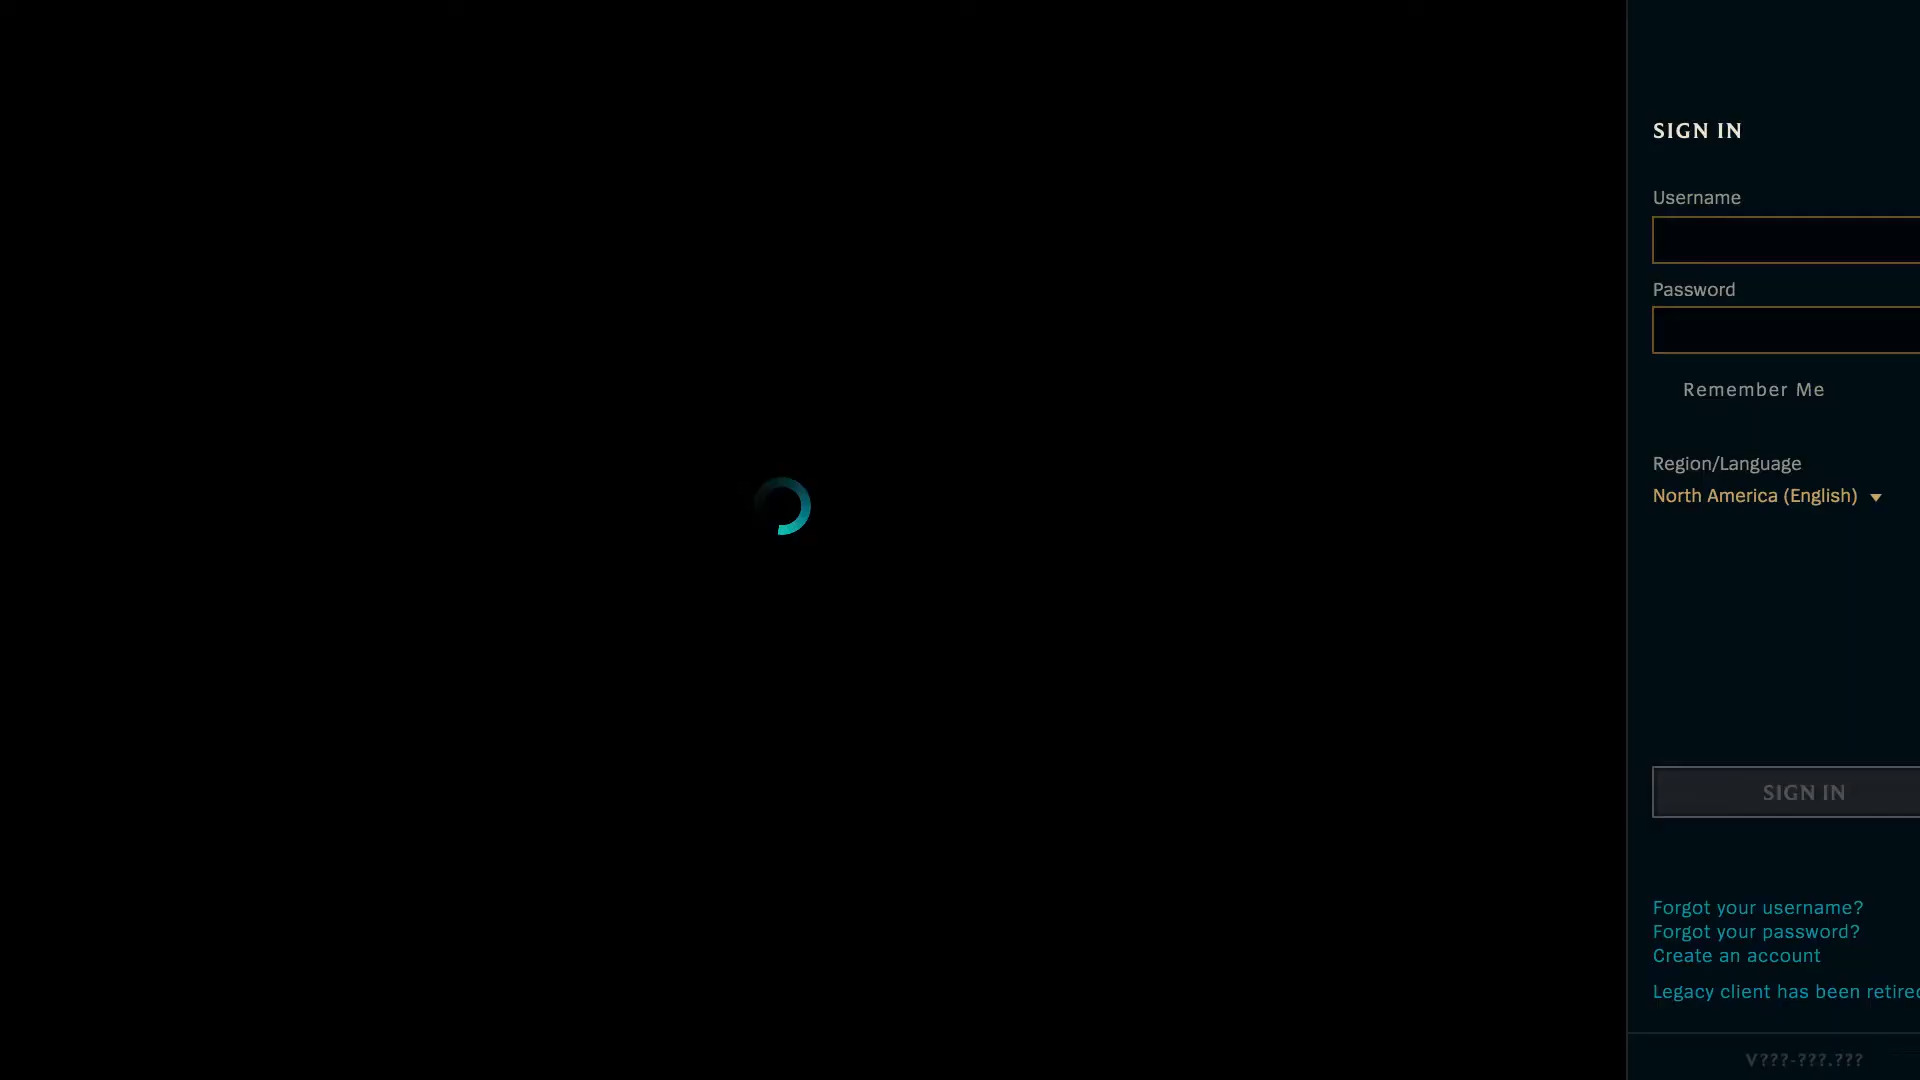 SIGN IN
Username
Password
Remember Me
Region/Language
North America (English)
SIGN IN
Forgot your username?
Forgot your password?
Create an account
Legacy client has been retired
V???-???.???